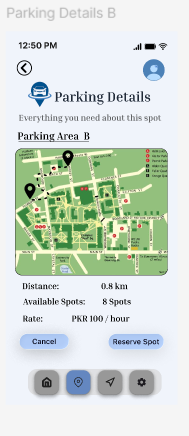 Parking Details B
12:50 PM
Parking Details
Everything you need about this spot
Parking Area B
Distance: 0.8 km
Available Spots: 8 Spots
Rate: PKR 100 / hour
Cancel
Reserve Spot